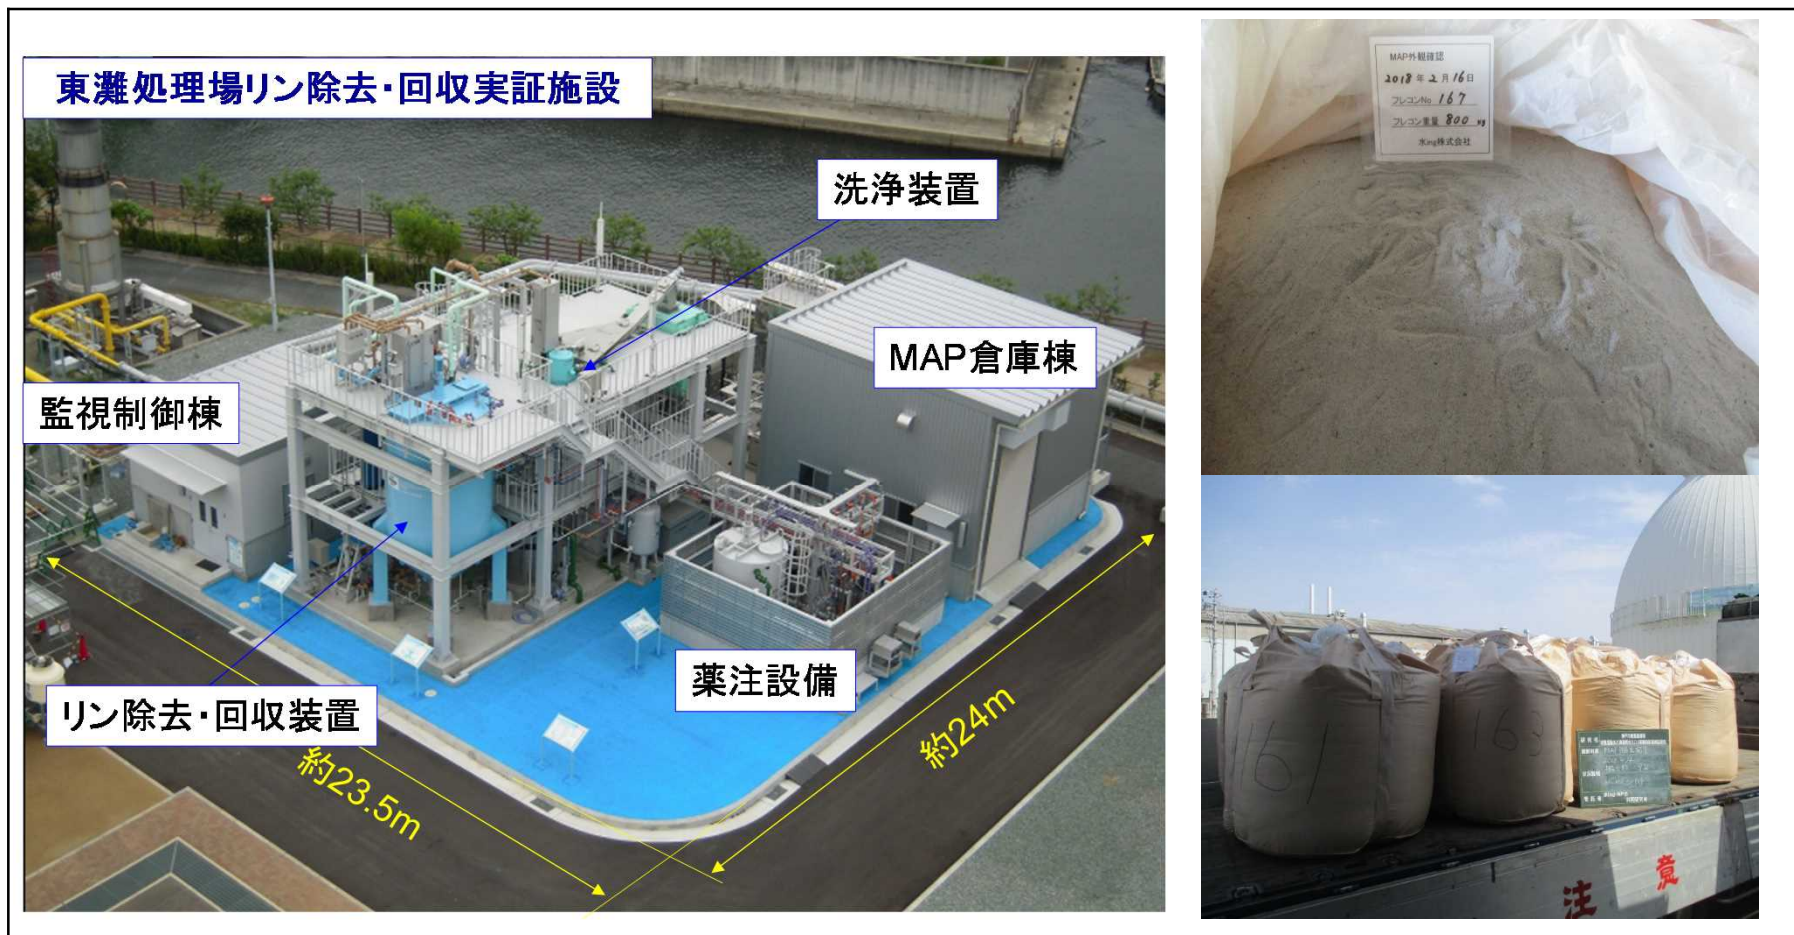 東灘処理場リン除去・回収実証施設
洗浄装置
MAP倉庫棟
監視制御棟
薬注設備
リン除去・回収装置
約23.5m
約24m
MAP外観確認
2018年2月16日
フレコンNo 167
フレコン重量 800 kg
水ing株式会社
161
163
注意